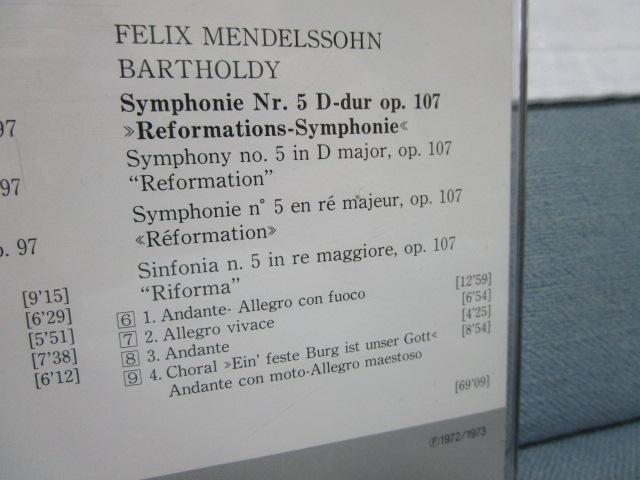 97
97
o. 97
[9'15]
[6'29]
[5'51]
[7'38]
[6'12]
FELIX MENDELSSOHN
BARTHOLDY
Symphonie Nr. 5 D-dur op. 107
»Reformations-Symphonie«
Symphony no. 5 in D major, op. 107
“Reformation”
Symphonie n° 5 en ré majeur, op. 107
«Réformation»
Sinfonia n. 5 in re maggiore, op. 107
“Riforma”
6 1. Andante- Allegro con fuoco [12'59]
7 2. Allegro vivace [6'54]
8 3. Andante [4'25]
9 4. Choral »Ein' feste Burg ist unser Gott« [8'54]
Andante con moto-Allegro maestoso
[69'09]
℗1972/1973